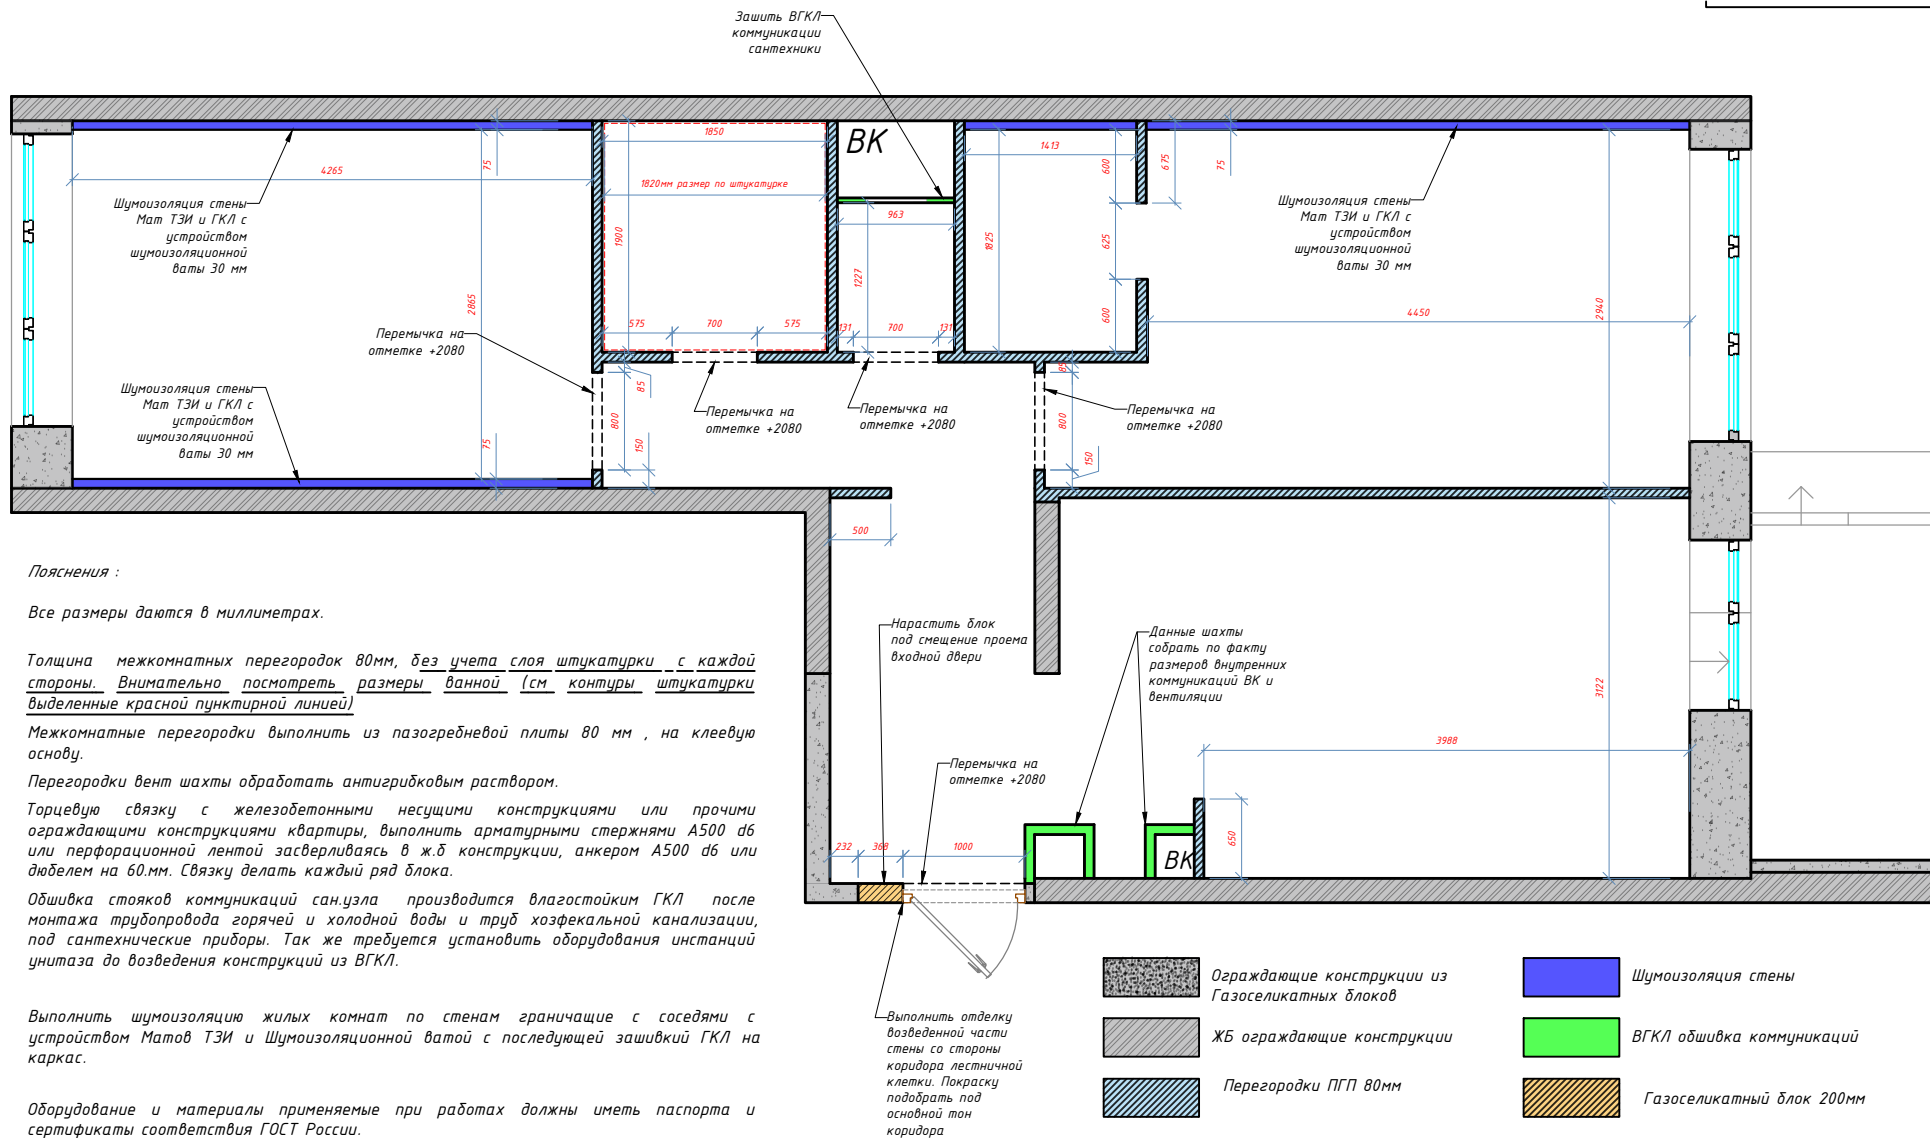 Зашить ВГКЛ
коммуникации
сантехники
ВК
1850
1413
4265
75
1820мм размер по штукатурке
600
675
75
Шумоизоляция стены
Мат ТЗИ и ГКЛ с
устройством
шумоизоляционной
ваты 30 мм
963
Шумоизоляция стены
Мат ТЗИ и ГКЛ с
устройством
шумоизоляционной
ваты 30 мм
1900
1825
625
1227
2865
2940
4450
600
575
700
575
131
700
131
Перемычка на
отметке +2080
Шумоизоляция стены
Мат ТЗИ и ГКЛ с
устройством
шумоизоляционной
ваты 30 мм
85
85
Перемычка на
отметке +2080
Перемычка на
отметке +2080
Перемычка на
отметке +2080
800
800
75
150
150
500
Пояснения :
Все размеры даются в миллиметрах.
Толщина межкомнатных перегородок 80мм, без учета слоя штукатурки с каждой
стороны. Внимательно посмотреть размеры ванной (см контуры штукатурки
выделенные красной пунктирной линией)
Межкомнатные перегородки выполнить из пазогребневой плиты 80 мм , на клеевую
основу.
Перегородки вент шахты обработать антигрибковым раствором.
Торцевую связку с железобетонными несущими конструкциями или прочими
ограждающими конструкциями квартиры, выполнить арматурными стержнями А500 d6
или перфорационной лентой засверливаясь в ж.б конструкции, анкером А500 d6 или
дюбелем на 60.мм. Связку делать каждый ряд блока.
Обшивка стояков коммуникаций сан.узла производится влагостойким ГКЛ после
монтажа трубопровода горячей и холодной воды и труб хозфекальной канализации,
под сантехнические приборы. Так же требуется установить оборудования инстанций
унитаза до возведения конструкций из ВГКЛ.
Выполнить шумоизоляцию жилых комнат по стенам граничащие с соседями с
устройством Матов ТЗИ и Шумоизоляционной ватой с последующей зашивкий ГКЛ на
каркас.
Оборудование и материалы применяемые при работах должны иметь паспорта и
сертификаты соответствия ГОСТ России.
Нарастить блок
под смещение проема
входной двери
Данные шахты
собрать по факту
размеров внутренних
коммуникаций ВК и
вентиляции
3122
3988
Перемычка на
отметке +2080
650
232
368
1000
ВК
Выполнить отделку
возведенной части
стены со стороны
коридора лестничной
клетки. Покраску
подобрать под
основной тон
коридора
Ограждающие конструкции из
Газоселикатных блоков
ЖБ ограждающие конструкции
Перегородки ПГП 80мм
Шумоизоляция стены
ВГКЛ обшивка коммуникаций
Газоселикатный блок 200мм